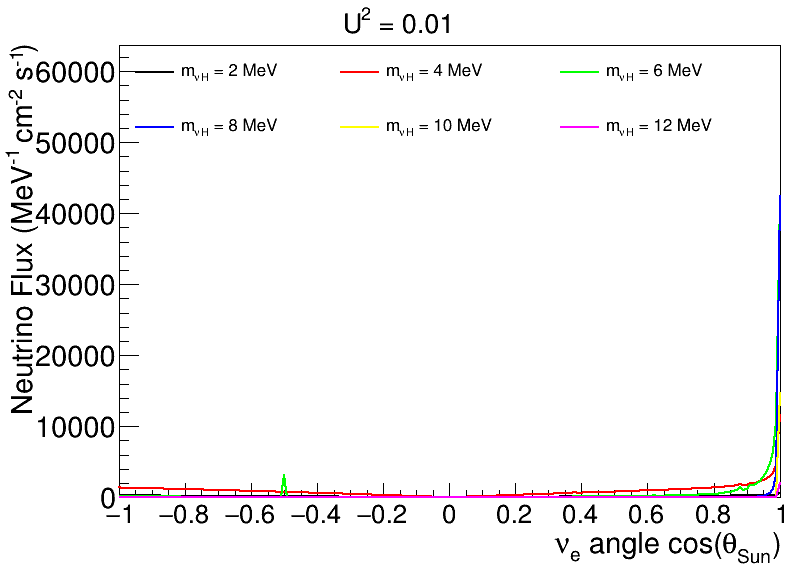 U² = 0.01
Neutrino Flux (MeV⁻¹ cm⁻² s⁻¹)
m_νH = 2 MeV m_νH = 4 MeV m_νH = 6 MeV
m_νH = 8 MeV m_νH = 10 MeV m_νH = 12 MeV
60000
50000
40000
30000
20000
10000
0
−1 −0.8 −0.6 −0.4 −0.2 0 0.2 0.4 0.6 0.8 1
ν_e angle cos(θ_Sun)